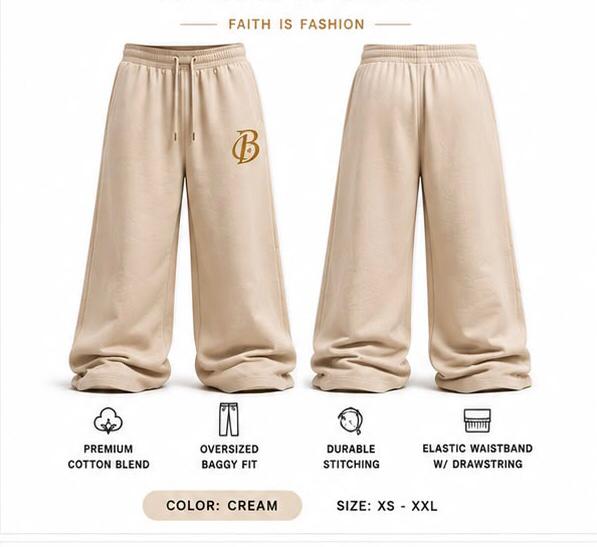 FAITH IS FASHION
B
PREMIUM
COTTON BLEND
OVERSIZED
BAGGY FIT
DURABLE
STITCHING
ELASTIC WAISTBAND
W/ DRAWSTRING
COLOR: CREAM
SIZE: XS - XXL